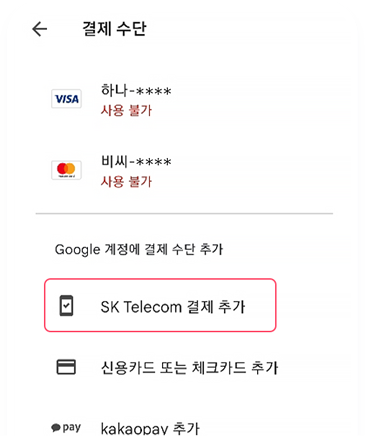 결제 수단
하나-****
VISA
사용 불가
비씨-****
사용 불가
Google 계정에 결제 수단 추가
SK Telecom 결제 추가
신용카드 또는 체크카드 추가
pay kakaopay 추가